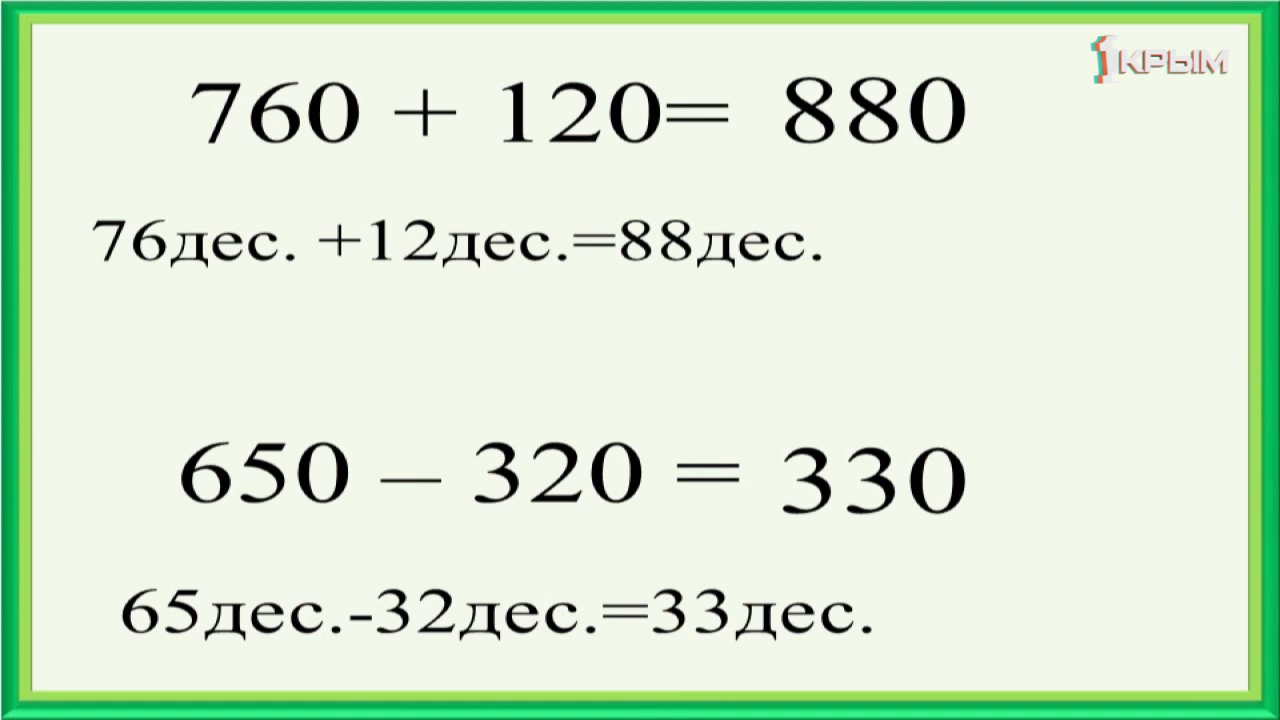 1КРЫМ
760 + 120= 880
76дес. +12дес.=88дес.
650 – 320 = 330
65дес.-32дес.=33дес.